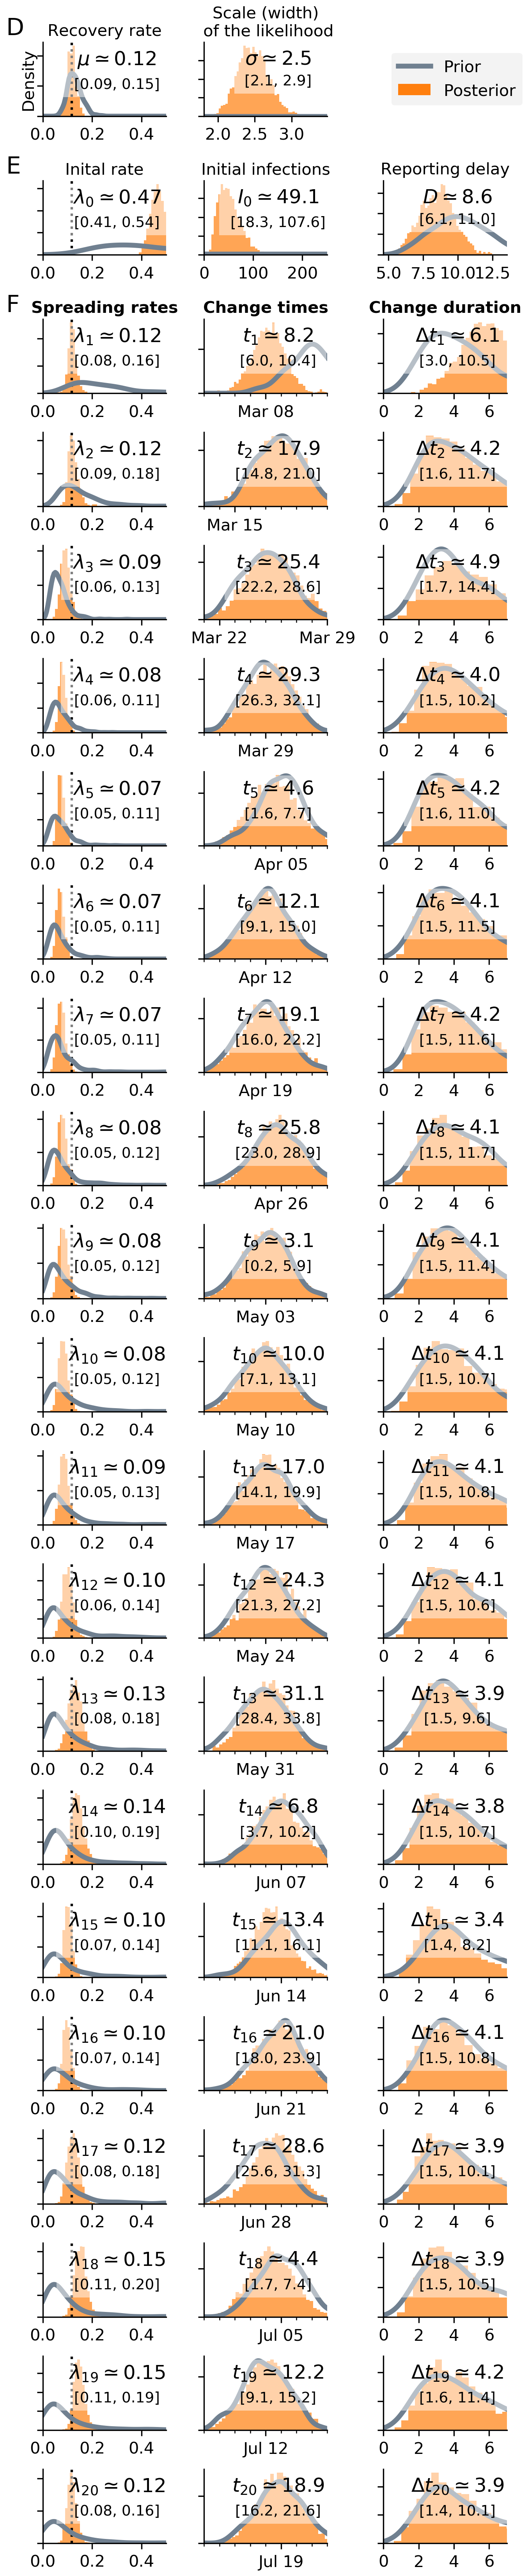 D
Recovery rate
Scale (width)
of the likelihood
Density
μ ≃ 0.12
[0.09, 0.15]
σ ≃ 2.5
[2.1, 2.9]
Prior
Posterior
0.0 0.2 0.4
2.0 2.5 3.0
E
Inital rate
Initial infections
Reporting delay
λ0 ≃ 0.47
[0.41, 0.54]
I0 ≃ 49.1
[18.3, 107.6]
D ≃ 8.6
[6.1, 11.0]
0.0 0.2 0.4
0 100 200
5.0 7.5 10.0 12.5
F
Spreading rates
Change times
Change duration
λ1 ≃ 0.12
[0.08, 0.16]
t1 ≃ 8.2
[6.0, 10.4]
Δt1 ≃ 6.1
[3.0, 10.5]
0.0 0.2 0.4
Mar 08
0 2 4 6
λ2 ≃ 0.12
[0.09, 0.18]
t2 ≃ 17.9
[14.8, 21.0]
Δt2 ≃ 4.2
[1.6, 11.7]
0.0 0.2 0.4
Mar 15
0 2 4 6
λ3 ≃ 0.09
[0.06, 0.13]
t3 ≃ 25.4
[22.2, 28.6]
Δt3 ≃ 4.9
[1.7, 14.4]
0.0 0.2 0.4
Mar 22 Mar 29
0 2 4 6
λ4 ≃ 0.08
[0.06, 0.11]
t4 ≃ 29.3
[26.3, 32.1]
Δt4 ≃ 4.0
[1.5, 10.2]
0.0 0.2 0.4
Mar 29
0 2 4 6
λ5 ≃ 0.07
[0.05, 0.11]
t5 ≃ 4.6
[1.6, 7.7]
Δt5 ≃ 4.2
[1.6, 11.0]
0.0 0.2 0.4
Apr 05
0 2 4 6
λ6 ≃ 0.07
[0.05, 0.11]
t6 ≃ 12.1
[9.1, 15.0]
Δt6 ≃ 4.1
[1.5, 11.5]
0.0 0.2 0.4
Apr 12
0 2 4 6
λ7 ≃ 0.07
[0.05, 0.11]
t7 ≃ 19.1
[16.0, 22.2]
Δt7 ≃ 4.2
[1.5, 11.6]
0.0 0.2 0.4
Apr 19
0 2 4 6
λ8 ≃ 0.08
[0.05, 0.12]
t8 ≃ 25.8
[23.0, 28.9]
Δt8 ≃ 4.1
[1.5, 11.7]
0.0 0.2 0.4
Apr 26
0 2 4 6
λ9 ≃ 0.08
[0.05, 0.12]
t9 ≃ 3.1
[0.2, 5.9]
Δt9 ≃ 4.1
[1.5, 11.4]
0.0 0.2 0.4
May 03
0 2 4 6
λ10 ≃ 0.08
[0.05, 0.12]
t10 ≃ 10.0
[7.1, 13.1]
Δt10 ≃ 4.1
[1.5, 10.7]
0.0 0.2 0.4
May 10
0 2 4 6
λ11 ≃ 0.09
[0.05, 0.13]
t11 ≃ 17.0
[14.1, 19.9]
Δt11 ≃ 4.1
[1.5, 10.8]
0.0 0.2 0.4
May 17
0 2 4 6
λ12 ≃ 0.10
[0.06, 0.14]
t12 ≃ 24.3
[21.3, 27.2]
Δt12 ≃ 4.1
[1.5, 10.6]
0.0 0.2 0.4
May 24
0 2 4 6
λ13 ≃ 0.13
[0.08, 0.18]
t13 ≃ 31.1
[28.4, 33.8]
Δt13 ≃ 3.9
[1.5, 9.6]
0.0 0.2 0.4
May 31
0 2 4 6
λ14 ≃ 0.14
[0.10, 0.19]
t14 ≃ 6.8
[3.7, 10.2]
Δt14 ≃ 3.8
[1.5, 10.7]
0.0 0.2 0.4
Jun 07
0 2 4 6
λ15 ≃ 0.10
[0.07, 0.14]
t15 ≃ 13.4
[11.1, 16.1]
Δt15 ≃ 3.4
[1.4, 8.2]
0.0 0.2 0.4
Jun 14
0 2 4 6
λ16 ≃ 0.10
[0.07, 0.14]
t16 ≃ 21.0
[18.0, 23.9]
Δt16 ≃ 4.1
[1.5, 10.8]
0.0 0.2 0.4
Jun 21
0 2 4 6
λ17 ≃ 0.12
[0.08, 0.18]
t17 ≃ 28.6
[25.6, 31.3]
Δt17 ≃ 3.9
[1.5, 10.1]
0.0 0.2 0.4
Jun 28
0 2 4 6
λ18 ≃ 0.15
[0.11, 0.20]
t18 ≃ 4.4
[1.7, 7.4]
Δt18 ≃ 3.9
[1.5, 10.5]
0.0 0.2 0.4
Jul 05
0 2 4 6
λ19 ≃ 0.15
[0.11, 0.19]
t19 ≃ 12.2
[9.1, 15.2]
Δt19 ≃ 4.2
[1.6, 11.4]
0.0 0.2 0.4
Jul 12
0 2 4 6
λ20 ≃ 0.12
[0.08, 0.16]
t20 ≃ 18.9
[16.2, 21.6]
Δt20 ≃ 3.9
[1.4, 10.1]
0.0 0.2 0.4
Jul 19
0 2 4 6